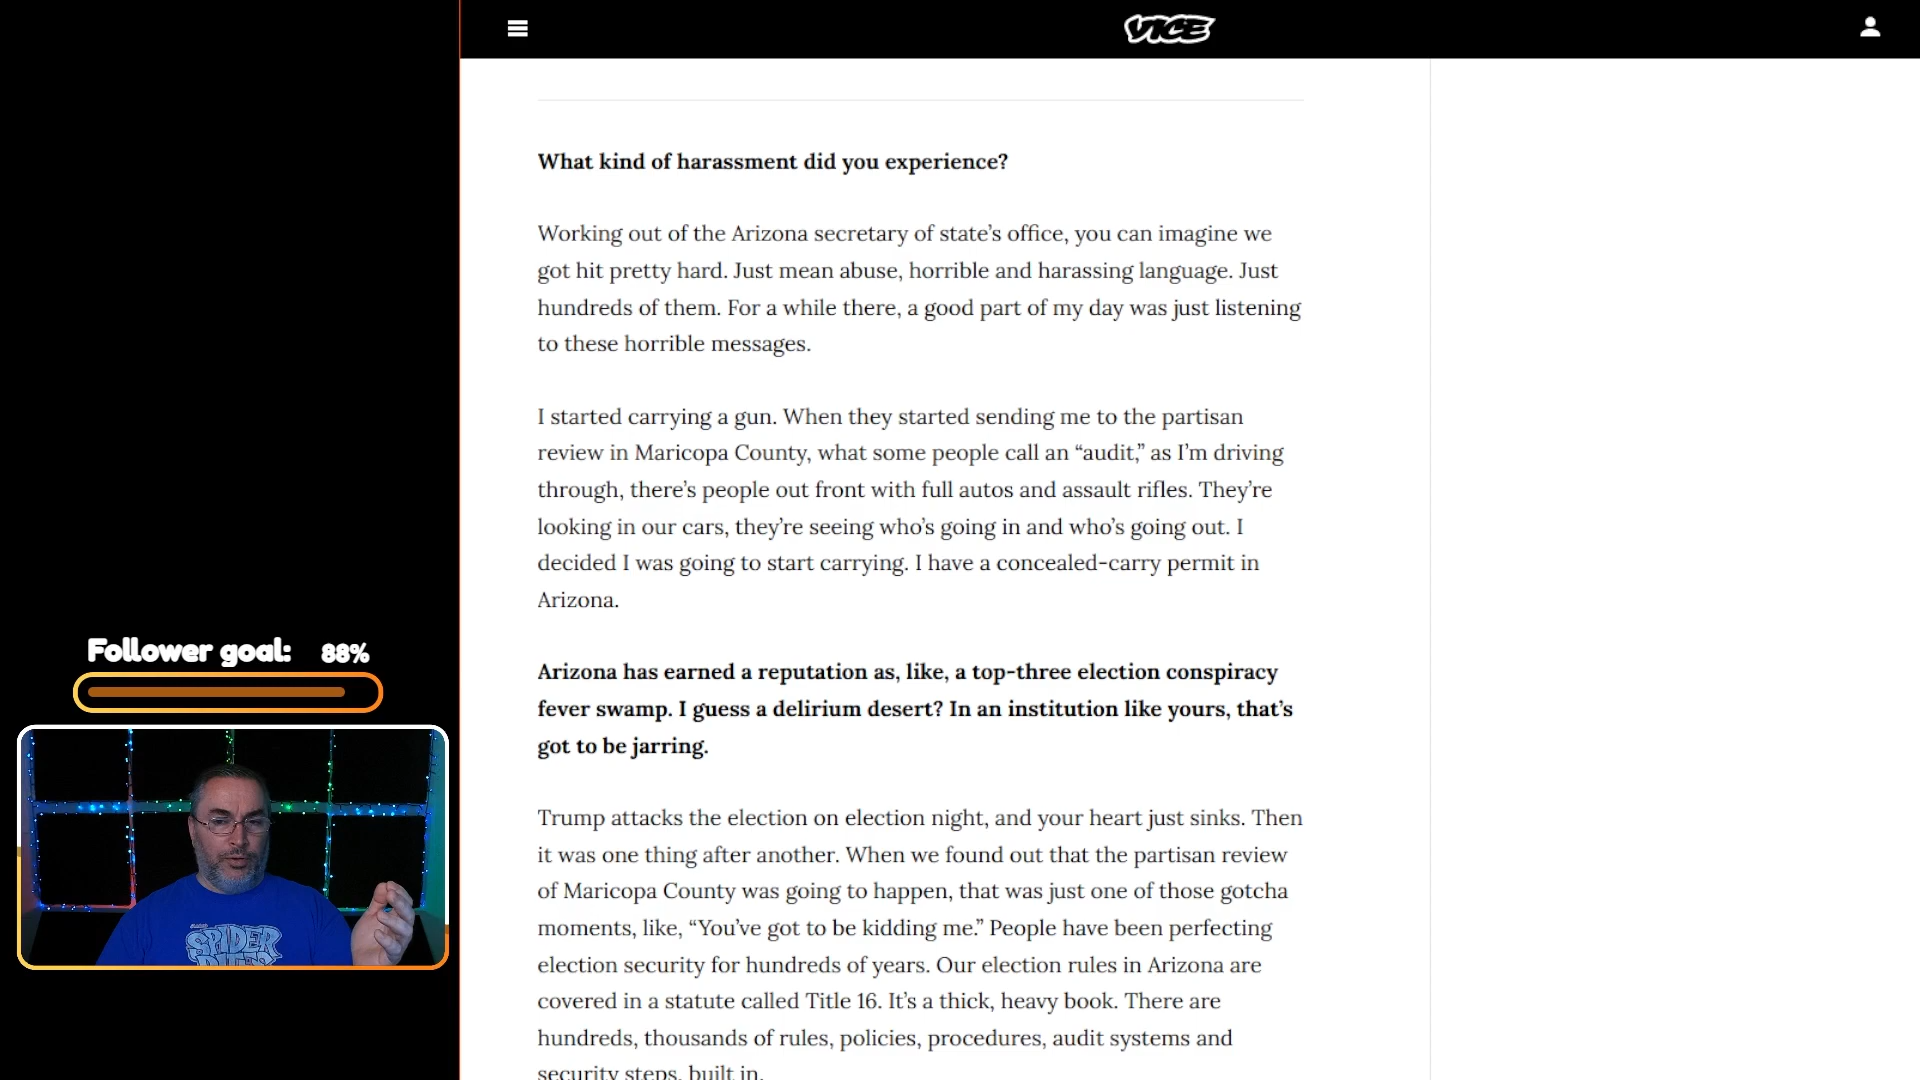 VICE
What kind of harassment did you experience?
Working out of the Arizona secretary of state’s office, you can imagine we
got hit pretty hard. Just mean abuse, horrible and harassing language. Just
hundreds of them. For a while there, a good part of my day was just listening
to these horrible messages.
I started carrying a gun. When they started sending me to the partisan
review in Maricopa County, what some people call an “audit,” as I’m driving
through, there’s people out front with full autos and assault rifles. They’re
looking in our cars, they’re seeing who’s going in and who’s going out. I
decided I was going to start carrying. I have a concealed-carry permit in
Arizona.
Arizona has earned a reputation as, like, a top-three election conspiracy
fever swamp. I guess a delirium desert? In an institution like yours, that’s
got to be jarring.
Trump attacks the election on election night, and your heart just sinks. Then
it was one thing after another. When we found out that the partisan review
of Maricopa County was going to happen, that was just one of those gotcha
moments, like, “You’ve got to be kidding me.” People have been perfecting
election security for hundreds of years. Our election rules in Arizona are
covered in a statute called Title 16. It’s a thick, heavy book. There are
hundreds, thousands of rules, policies, procedures, audit systems and
security steps, built in.
Follower goal: 88%
SPIDER